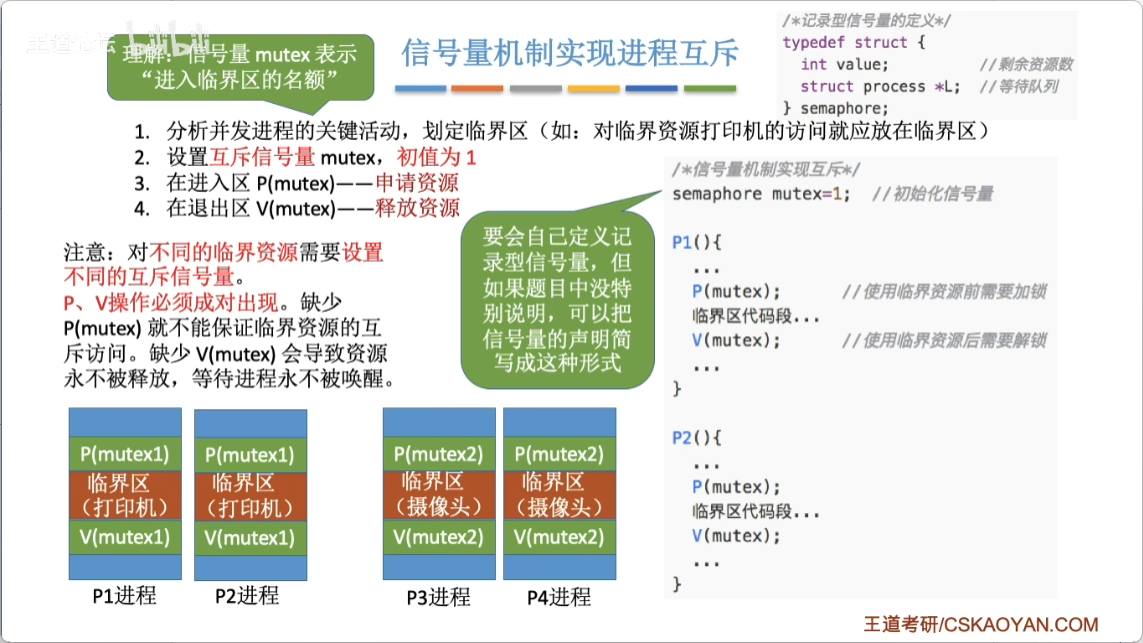 王道论坛 bilibili
理解：信号量 mutex 表示
“进入临界区的名额”
信号量机制实现进程互斥
/*记录型信号量的定义*/
typedef struct {
int value; //剩余资源数
struct process *L; //等待队列
} semaphore;
1. 分析并发进程的关键活动，划定临界区（如：对临界资源打印机的访问就应放在临界区）
2. 设置互斥信号量 mutex，初值为 1
3. 在进入区 P(mutex)——申请资源
4. 在退出区 V(mutex)——释放资源
注意：对不同的临界资源需要设置
不同的互斥信号量。
P、V操作必须成对出现。缺少
P(mutex) 就不能保证临界资源的互
斥访问。缺少 V(mutex) 会导致资源
永不被释放，等待进程永不被唤醒。
要会自己定义记
录型信号量，但
如果题目中没特
别说明，可以把
信号量的声明简
写成这种形式
/*信号量机制实现互斥*/
semaphore mutex=1; //初始化信号量
P1(){
...
P(mutex); //使用临界资源前需要加锁
临界区代码段...
V(mutex); //使用临界资源后需要解锁
...
}
P2(){
...
P(mutex);
临界区代码段...
V(mutex);
...
}
P(mutex1)
临界区
（打印机）
V(mutex1)
P1进程
P(mutex1)
临界区
（打印机）
V(mutex1)
P2进程
P(mutex2)
临界区
（摄像头）
V(mutex2)
P3进程
P(mutex2)
临界区
（摄像头）
V(mutex2)
P4进程
王道考研/CSKAOYAN.COM